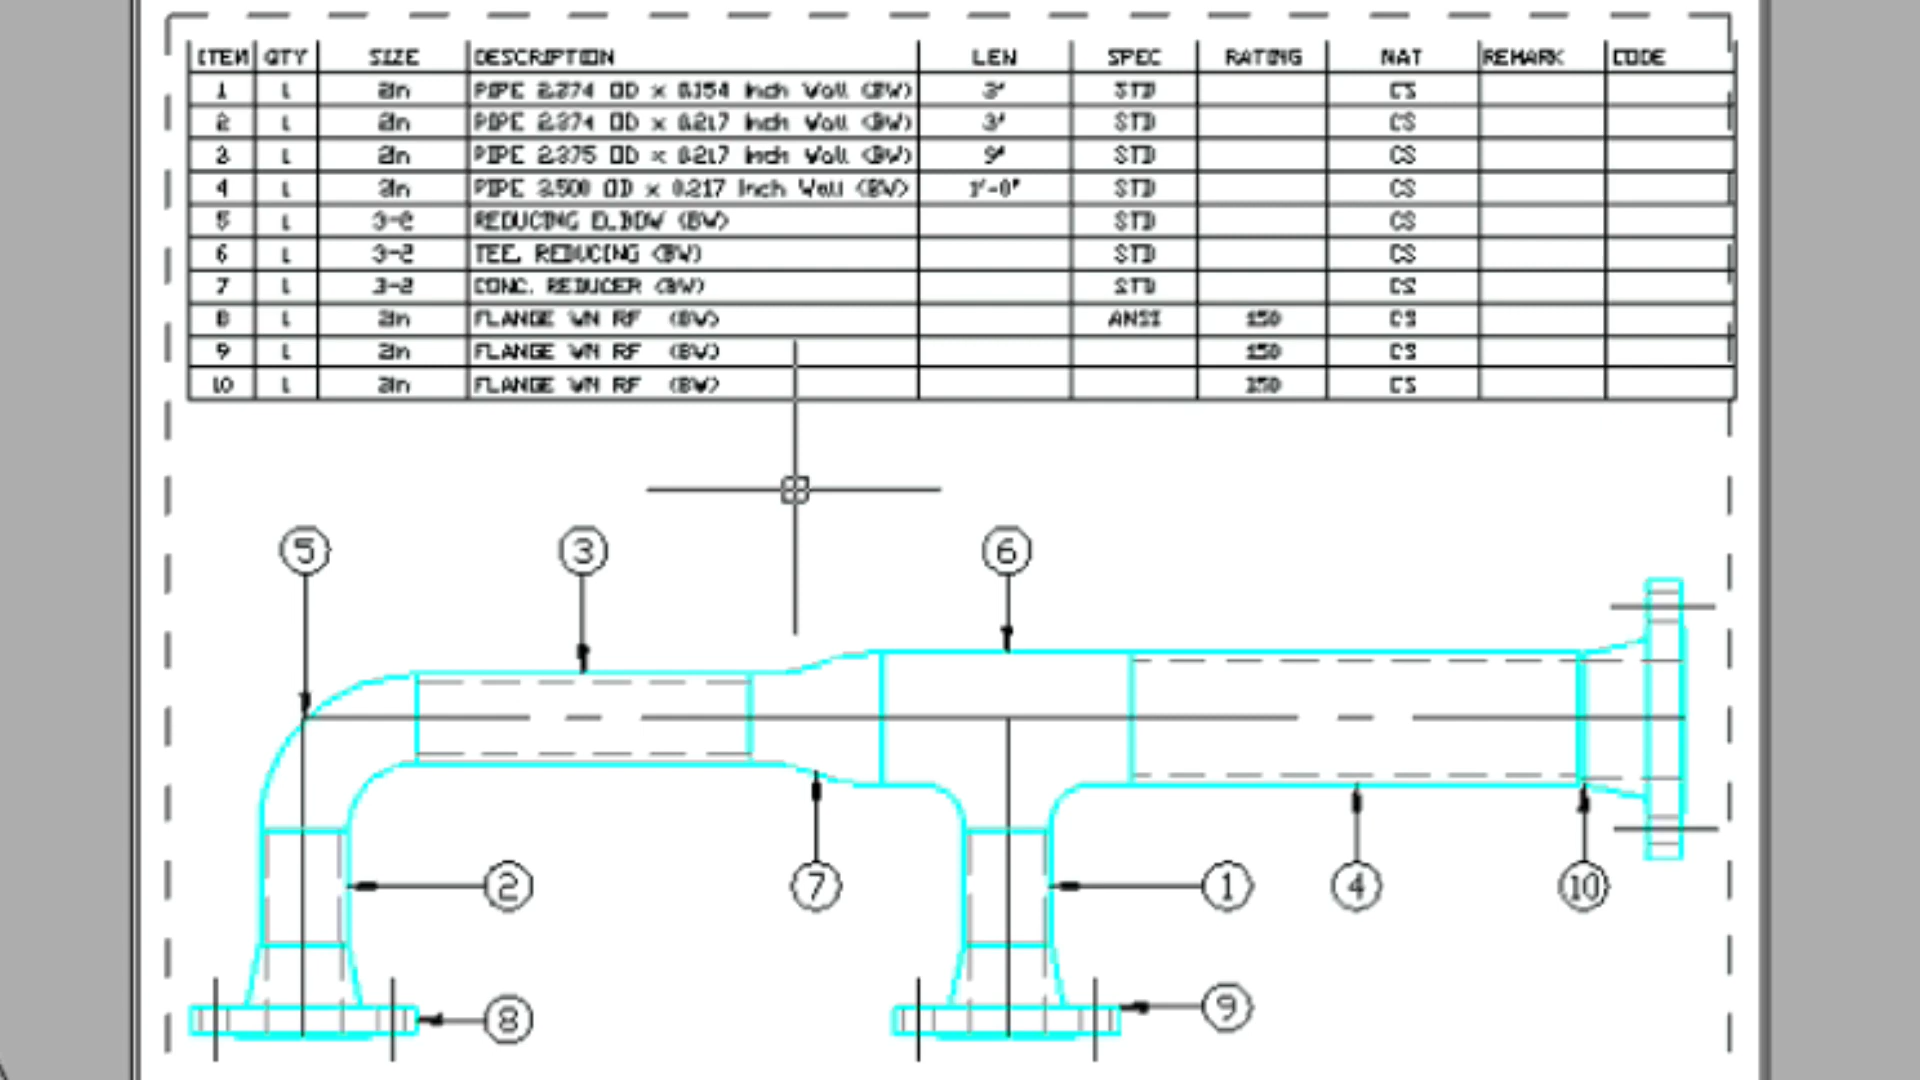 ITEM QTY SIZE DESCRIPTION LEN SPEC RATING MAT REMARK CODE
1 1 2in PIPE 2.374 OD x 0.154 Inch Wall (BW) 3" STD CS
2 1 2in PIPE 2.374 OD x 0.217 Inch Wall (BW) 3" STD CS
3 1 2in PIPE 2.375 OD x 0.217 Inch Wall (BW) 9" STD CS
4 1 3in PIPE 3.500 OD x 0.217 Inch Wall (BW) 1'-0" STD CS
5 1 3-2 REDUCING ELBOW (BW) STD CS
6 1 3-2 TEE, REDUCING (BW) STD CS
7 1 3-2 CONC. REDUCER (BW) STD CS
8 1 2in FLANGE WN RF (BW) ANSI 150 CS
9 1 2in FLANGE WN RF (BW) 150 CS
10 1 FLANGE WN RF (BW) 150 CS
5 3 6
2 7 1 4 10
8 9